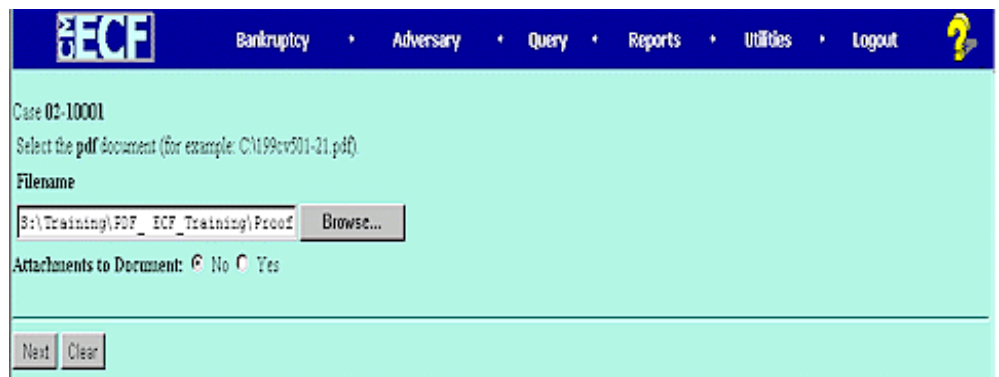 CM ECF Bankruptcy • Adversary • Query • Reports • Utilities • Logout ?
Case 02-10001
Select the pdf document (for example: C:\199cv501-21.pdf).
Filename
S:\Training\PDF_ ECF_Training\Proof Browse...
Attachments to Document: No Yes
Next Clear